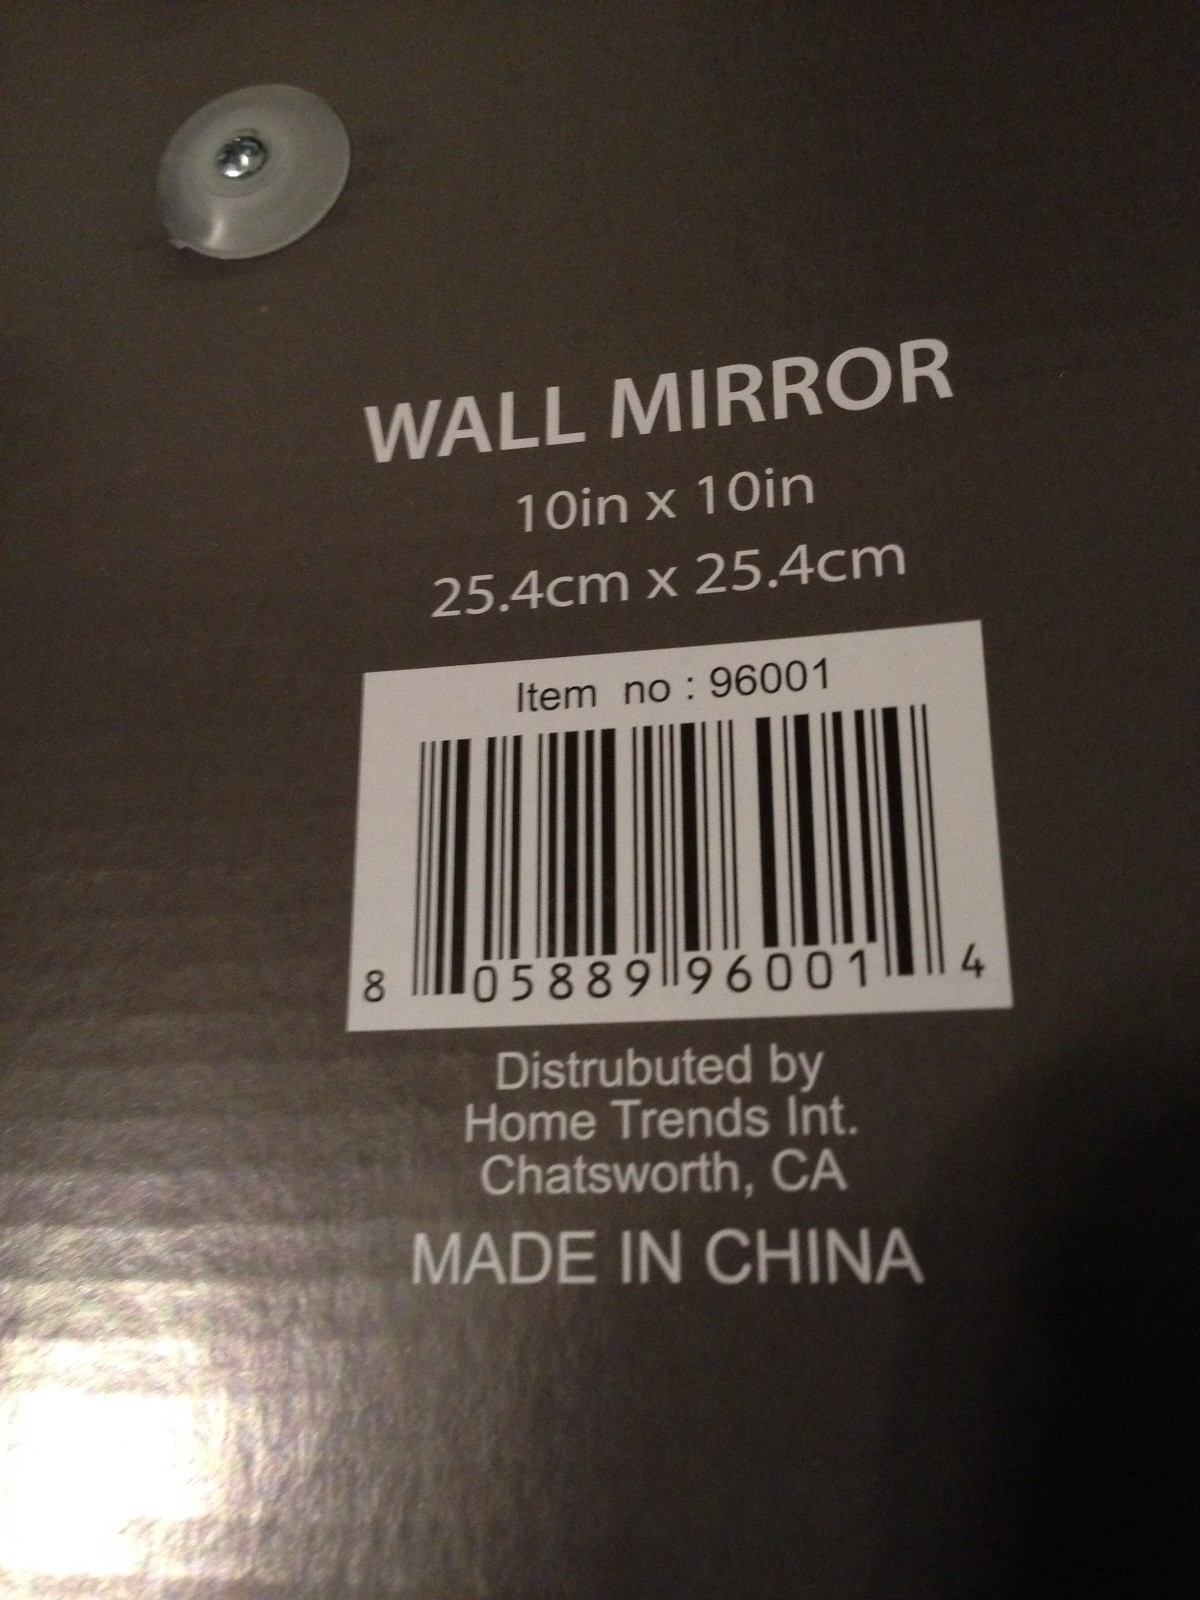 WALL MIRROR
10in x 10in
25.4cm x 25.4cm
Item no : 96001
8 05889 96001 4
Distrubuted by
Home Trends Int.
Chatsworth, CA
MADE IN CHINA